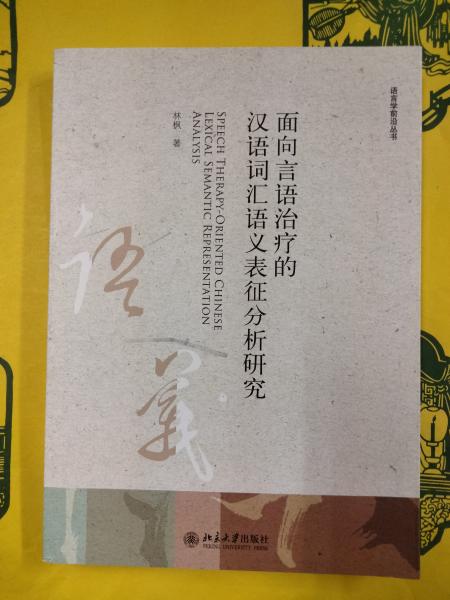 语言学前沿丛书
面向言语治疗的
汉语词汇语义表征分析研究
SPEECH THERAPY-ORIENTED CHINESE
LEXICAL SEMANTIC REPRESENTATION
ANALYSIS
林枫 著
语
义
北京大学出版社
PEKING UNIVERSITY PRESS